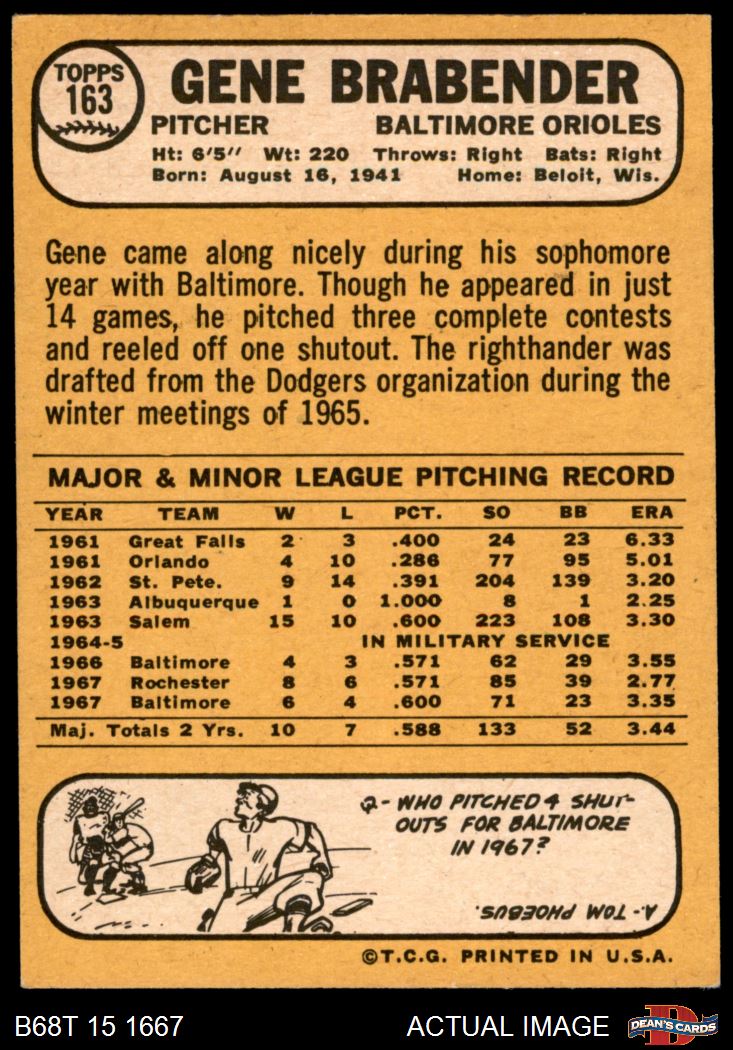 TOPPS
163
GENE BRABENDER
PITCHER BALTIMORE ORIOLES
Ht: 6'5" Wt: 220 Throws: Right Bats: Right
Born: August 16, 1941 Home: Beloit, Wis.
Gene came along nicely during his sophomore
year with Baltimore. Though he appeared in just
14 games, he pitched three complete contests
and reeled off one shutout. The righthander was
drafted from the Dodgers organization during the
winter meetings of 1965.
MAJOR & MINOR LEAGUE PITCHING RECORD
YEAR TEAM W L PCT. SO BB ERA
1961 Great Falls 2 3 .400 24 23 6.33
1961 Orlando 4 10 .286 77 95 5.01
1962 St. Pete. 9 14 .391 204 139 3.20
1963 Albuquerque 1 0 1.000 8 1 2.25
1963 Salem 15 10 .600 223 108 3.30
1964-5 IN MILITARY SERVICE
1966 Baltimore 4 3 .571 62 29 3.55
1967 Rochester 8 6 .571 85 39 2.77
1967 Baltimore 6 4 .600 71 23 3.35
Maj. Totals 2 Yrs. 10 7 .588 133 52 3.44
Q- WHO PITCHED 4 SHUT-
OUTS FOR BALTIMORE
IN 1967?
A- TOM PHOEBUS.
©T.C.G. PRINTED IN U.S.A.
B68T 15 1667 ACTUAL IMAGE
D
DEAN'S CARDS